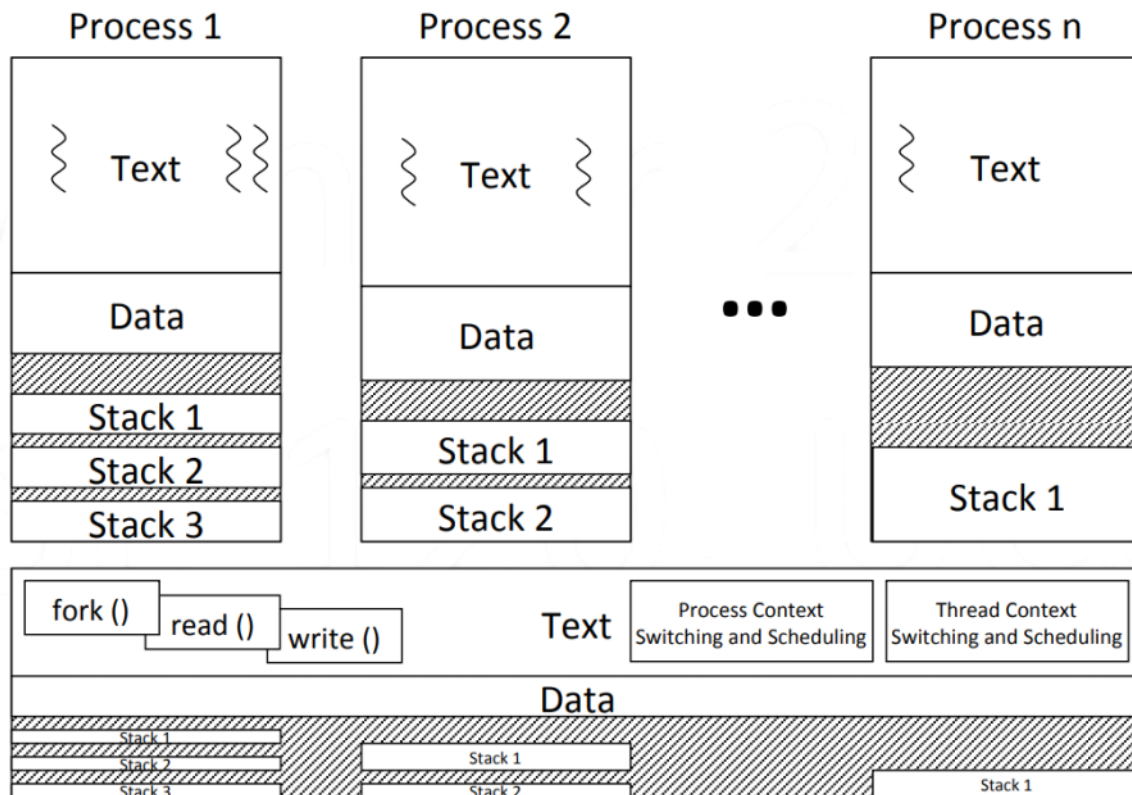 Process 1
Process 2
Process n
Text
Text
Text
Data
Data
Data
Stack 1
Stack 2
Stack 3
Stack 1
Stack 2
Stack 1
fork ()
read ()
write ()
Text
Process Context
Switching and Scheduling
Thread Context
Switching and Scheduling
Data
Stack 1
Stack 2
Stack 3
Stack 1
Stack 2
Stack 1